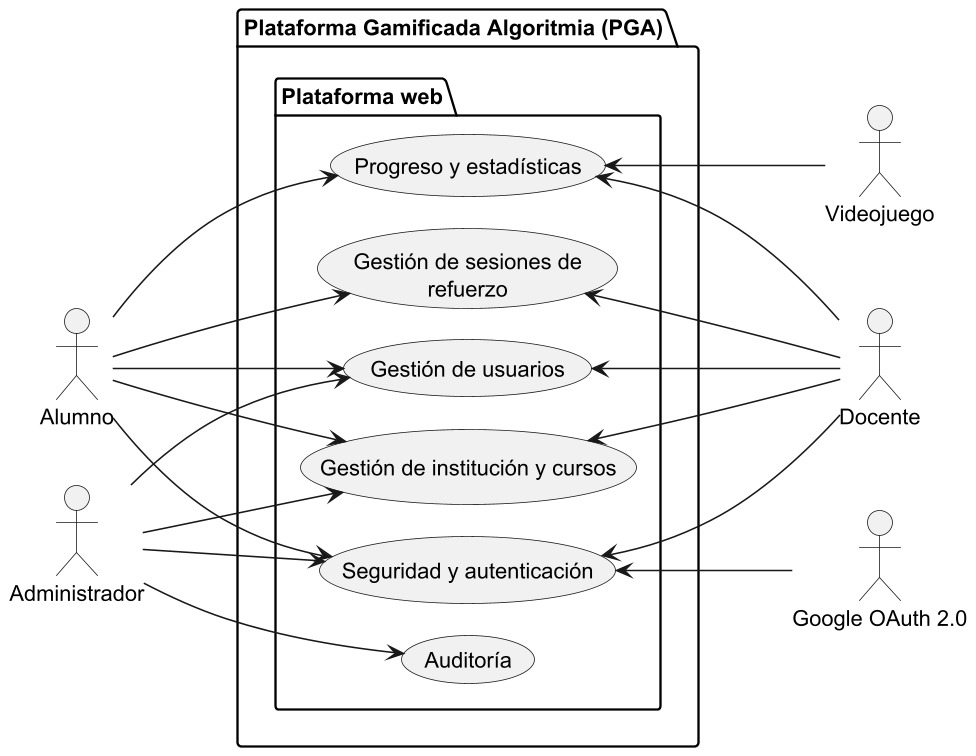 Plataforma Gamificada Algoritmia (PGA)
Plataforma web
Progreso y estadísticas
Gestión de sesiones de
refuerzo
Gestión de usuarios
Gestión de institución y cursos
Seguridad y autenticación
Auditoría
Alumno
Administrador
Videojuego
Docente
Google OAuth 2.0